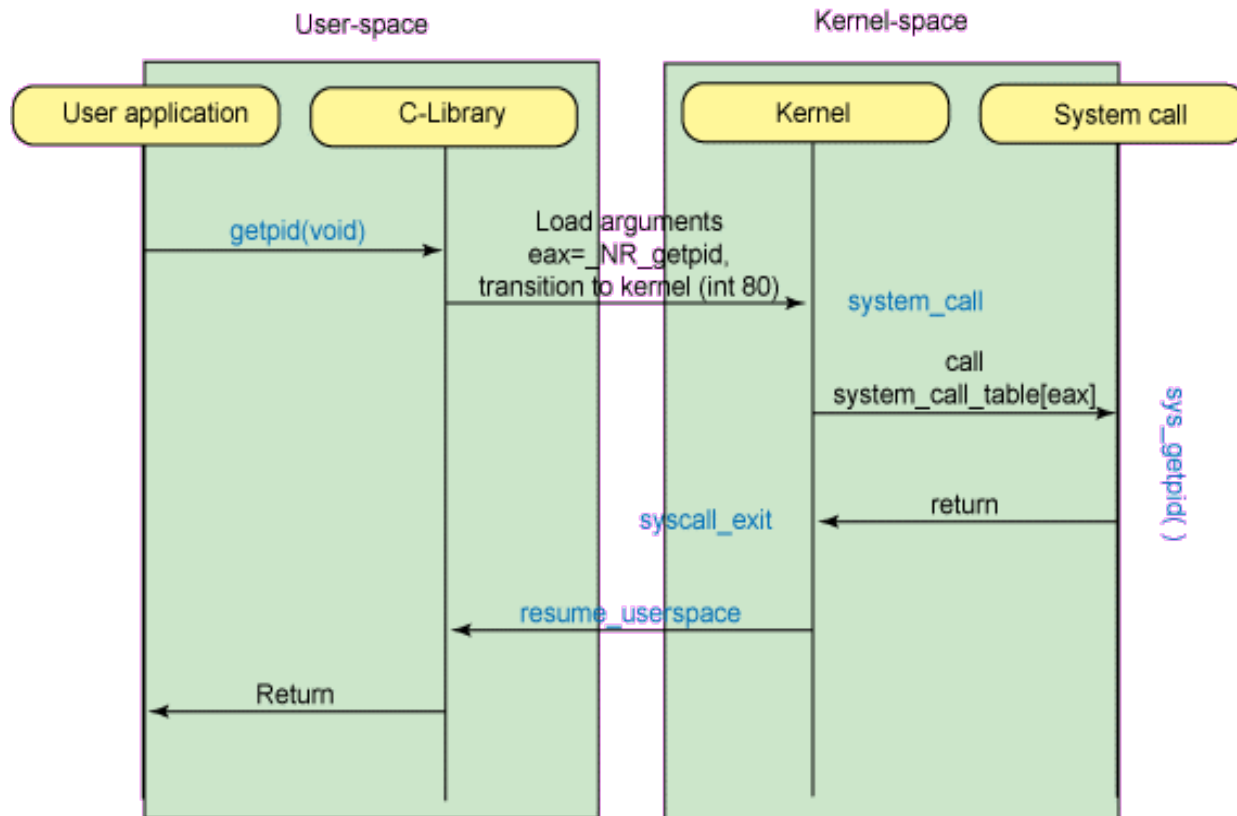 User-space
Kernel-space
User application
C-Library
Kernel
System call
getpid(void)
Load arguments
eax=_NR_getpid,
transition to kernel (int 80)
system_call
call
system_call_table[eax]
sys_getpid( )
return
syscall_exit
resume_userspace
Return